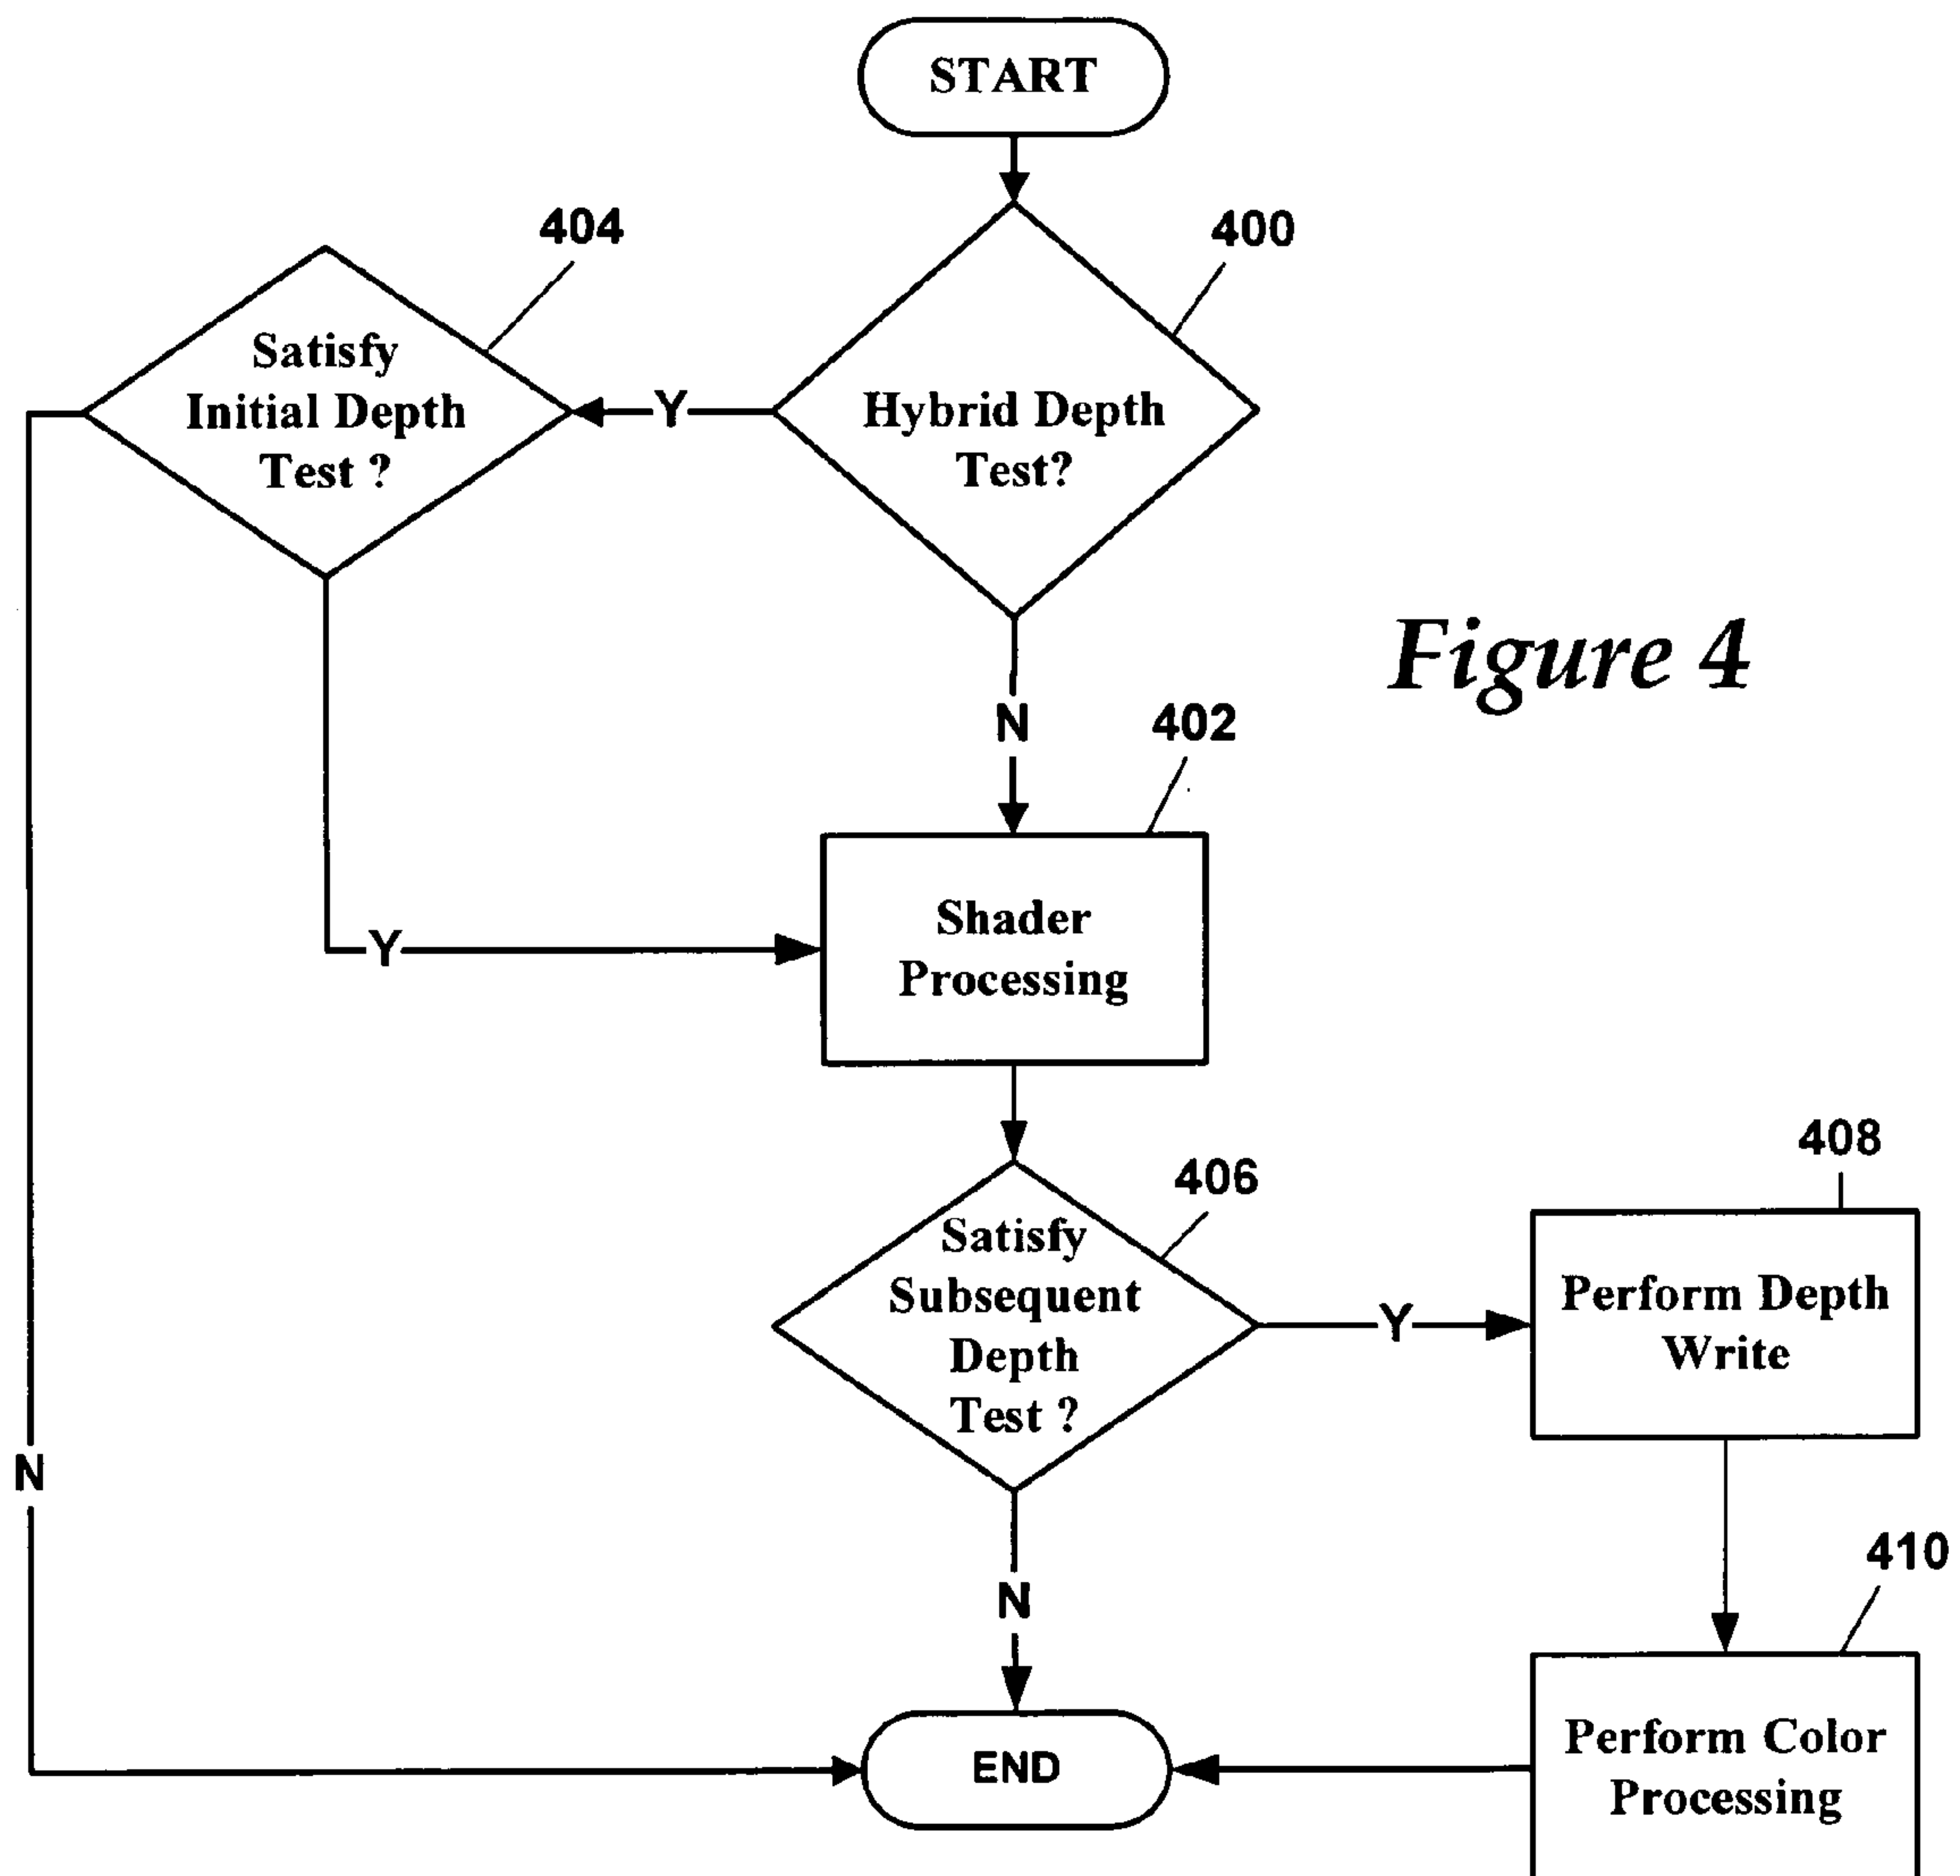 START
404
400
Satisfy
Initial Depth
Test ?
Y
Hybrid Depth
Test?
Figure 4
N
402
Shader
Processing
Y
408
406
Satisfy
Subsequent
Depth
Test ?
Y
Perform Depth
Write
N
410
N
END
Perform Color
Processing